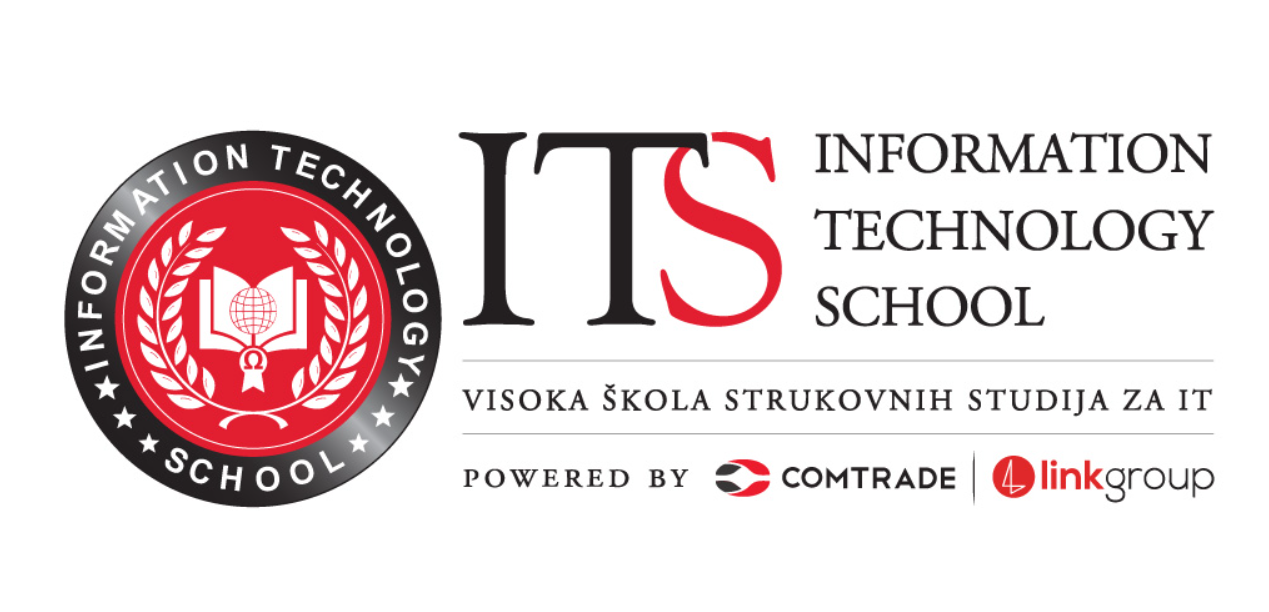 INFORMATION TECHNOLOGY
SCHOOL
Ω
ITS
INFORMATION
TECHNOLOGY
SCHOOL
VISOKA ŠKOLA STRUKOVNIH STUDIJA ZA IT
POWERED BY COMTRADE linkgroup